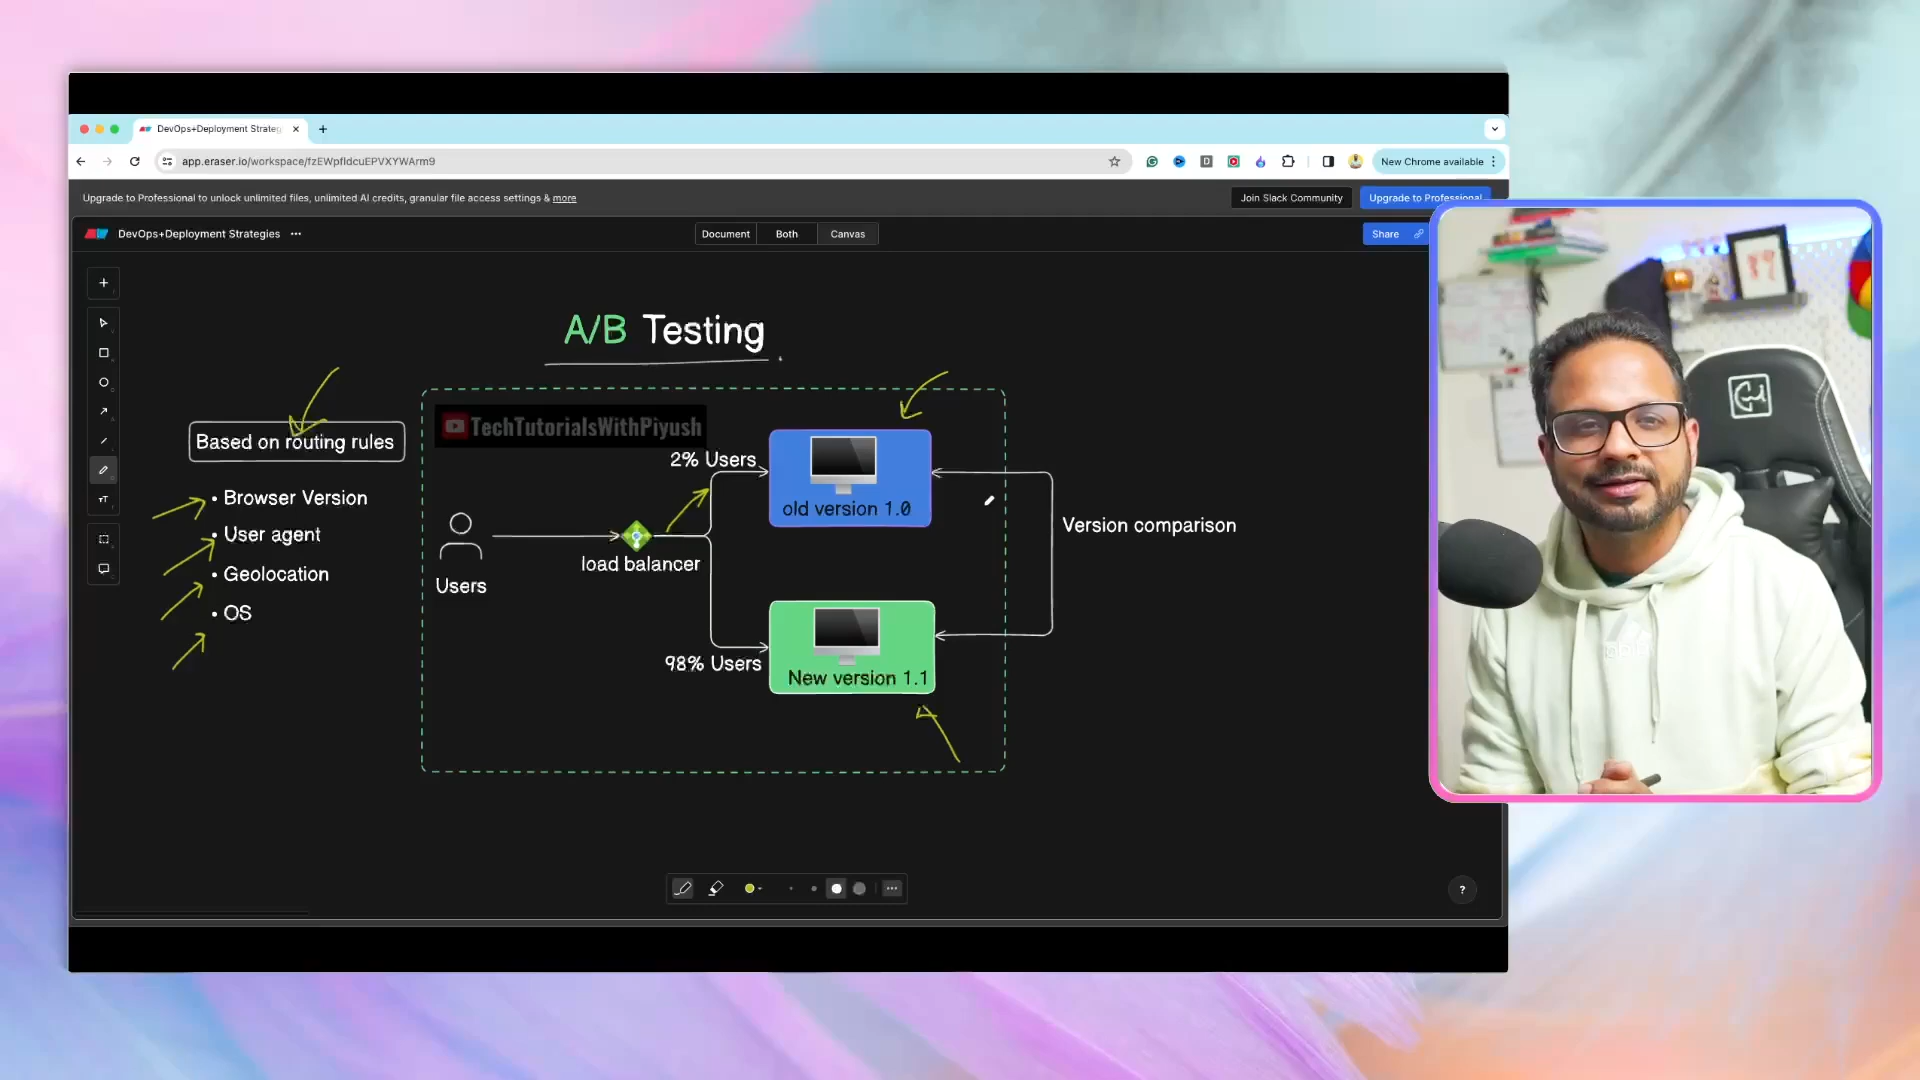 DevOps+Deployment Strateg
app.eraser.io/workspace/fzEWpfIdcuEPVXYWArm9
New Chrome available
Upgrade to Professional to unlock unlimited files, unlimited AI credits, granular file access settings & more
Join Slack Community
Upgrade to Professional
DevOps+Deployment Strategies
Document
Both
Canvas
Share
A/B Testing
Based on routing rules
• Browser Version
• User agent
• Geolocation
• OS
TechTutorialsWithPiyush
2% Users
old version 1.0
Users
load balancer
Version comparison
98% Users
New version 1.1